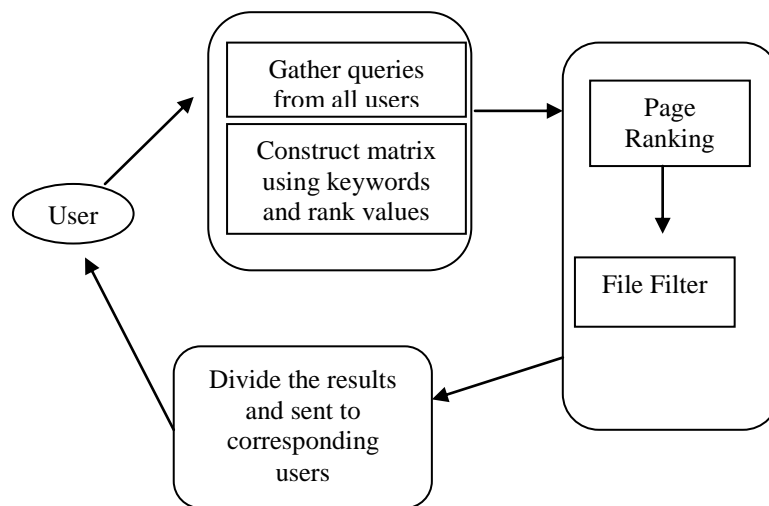 Gather queries
from all users
Construct matrix
using keywords
and rank values
Page
Ranking
User
File Filter
Divide the results
and sent to
corresponding
users